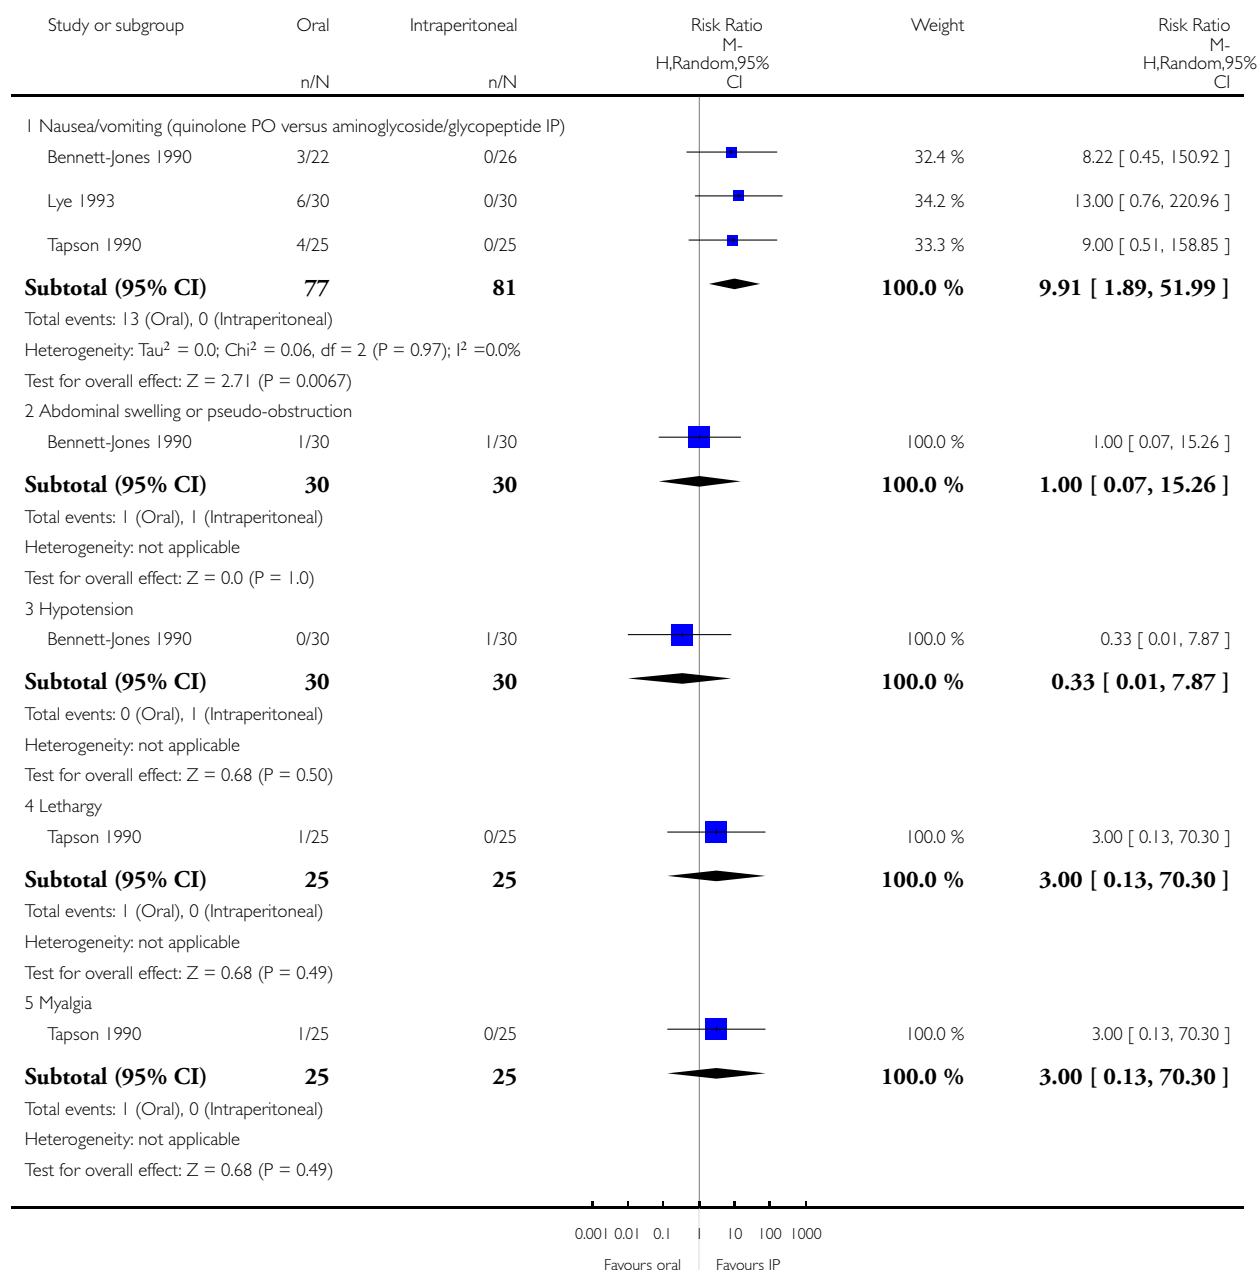 Study or subgroup Oral Intraperitoneal Risk Ratio Weight Risk Ratio
M- M-
H,Random,95% H,Random,95%
n/N n/N CI CI
1 Nausea/vomiting (quinolone PO versus aminoglycoside/glycopeptide IP)
Bennett-Jones 1990 3/22 0/26 32.4 % 8.22 [ 0.45, 150.92 ]
Lye 1993 6/30 0/30 34.2 % 13.00 [ 0.76, 220.96 ]
Tapson 1990 4/25 0/25 33.3 % 9.00 [ 0.51, 158.85 ]
Subtotal (95% CI) 77 81 100.0 % 9.91 [ 1.89, 51.99 ]
Total events: 13 (Oral), 0 (Intraperitoneal)
Heterogeneity: Tau² = 0.0; Chi² = 0.06, df = 2 (P = 0.97); I² =0.0%
Test for overall effect: Z = 2.71 (P = 0.0067)
2 Abdominal swelling or pseudo-obstruction
Bennett-Jones 1990 1/30 1/30 100.0 % 1.00 [ 0.07, 15.26 ]
Subtotal (95% CI) 30 30 100.0 % 1.00 [ 0.07, 15.26 ]
Total events: 1 (Oral), 1 (Intraperitoneal)
Heterogeneity: not applicable
Test for overall effect: Z = 0.0 (P = 1.0)
3 Hypotension
Bennett-Jones 1990 0/30 1/30 100.0 % 0.33 [ 0.01, 7.87 ]
Subtotal (95% CI) 30 30 100.0 % 0.33 [ 0.01, 7.87 ]
Total events: 0 (Oral), 1 (Intraperitoneal)
Heterogeneity: not applicable
Test for overall effect: Z = 0.68 (P = 0.50)
4 Lethargy
Tapson 1990 1/25 0/25 100.0 % 3.00 [ 0.13, 70.30 ]
Subtotal (95% CI) 25 25 100.0 % 3.00 [ 0.13, 70.30 ]
Total events: 1 (Oral), 0 (Intraperitoneal)
Heterogeneity: not applicable
Test for overall effect: Z = 0.68 (P = 0.49)
5 Myalgia
Tapson 1990 1/25 0/25 100.0 % 3.00 [ 0.13, 70.30 ]
Subtotal (95% CI) 25 25 100.0 % 3.00 [ 0.13, 70.30 ]
Total events: 1 (Oral), 0 (Intraperitoneal)
Heterogeneity: not applicable
Test for overall effect: Z = 0.68 (P = 0.49)
0.001 0.01 0.1 1 10 100 1000
Favours oral Favours IP